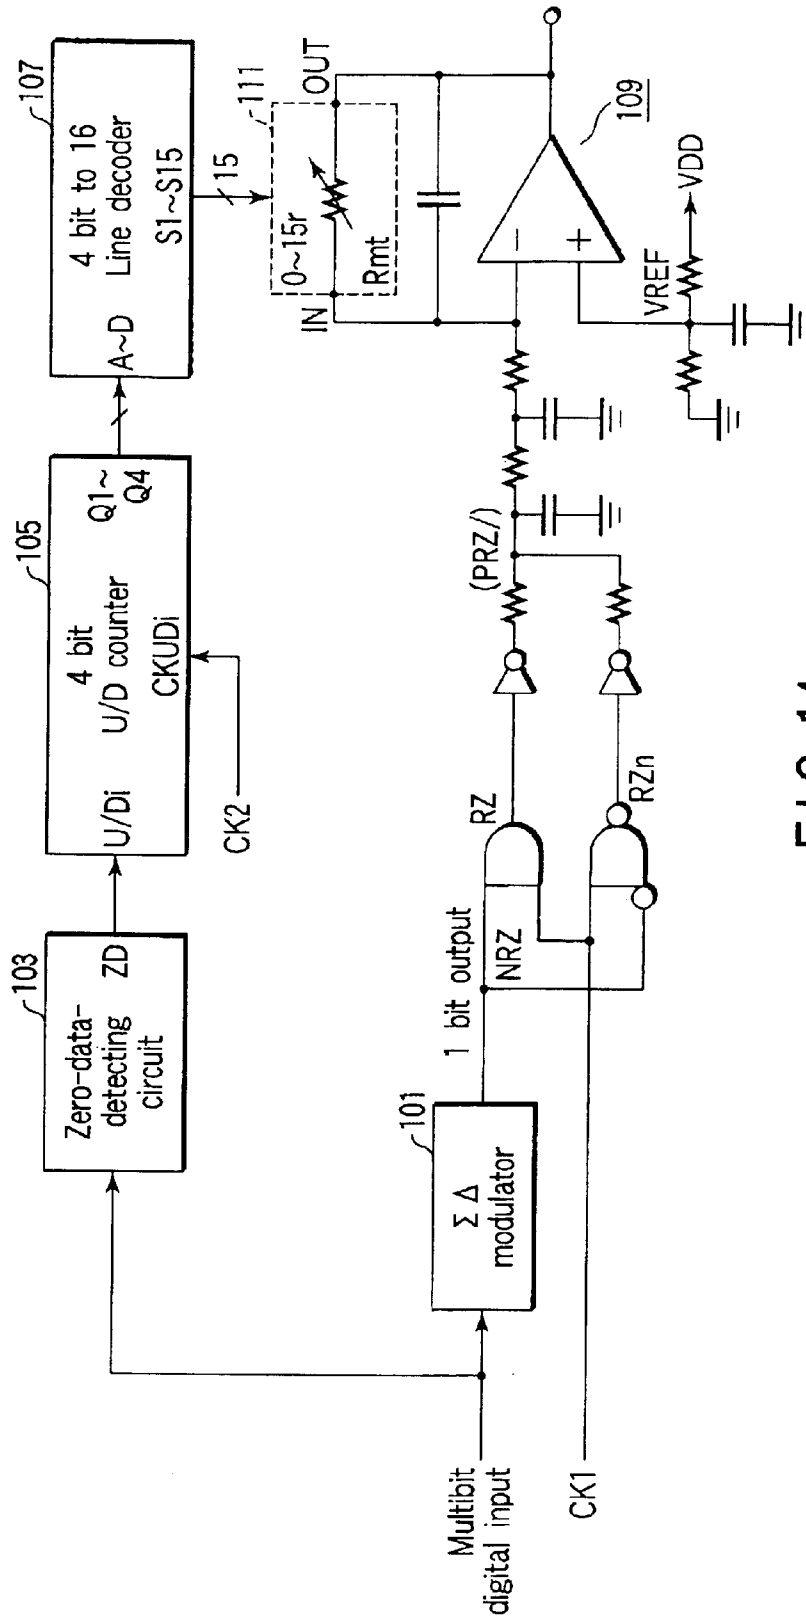 Multibit
digital input
CK1
103
Zero-data-
detecting
circuit
ZD
101
Σ Δ
modulator
1 bit output
NRZ
RZ
RZn
105
U/Di
4 bit
U/D counter
CKUDi
Q1~
Q4
CK2
107
A~D
4 bit to 16
Line decoder
S1~S15
15
111
IN
0~15r
Rmt
OUT
(PRZ/)
−
+
109
VREF
VDD